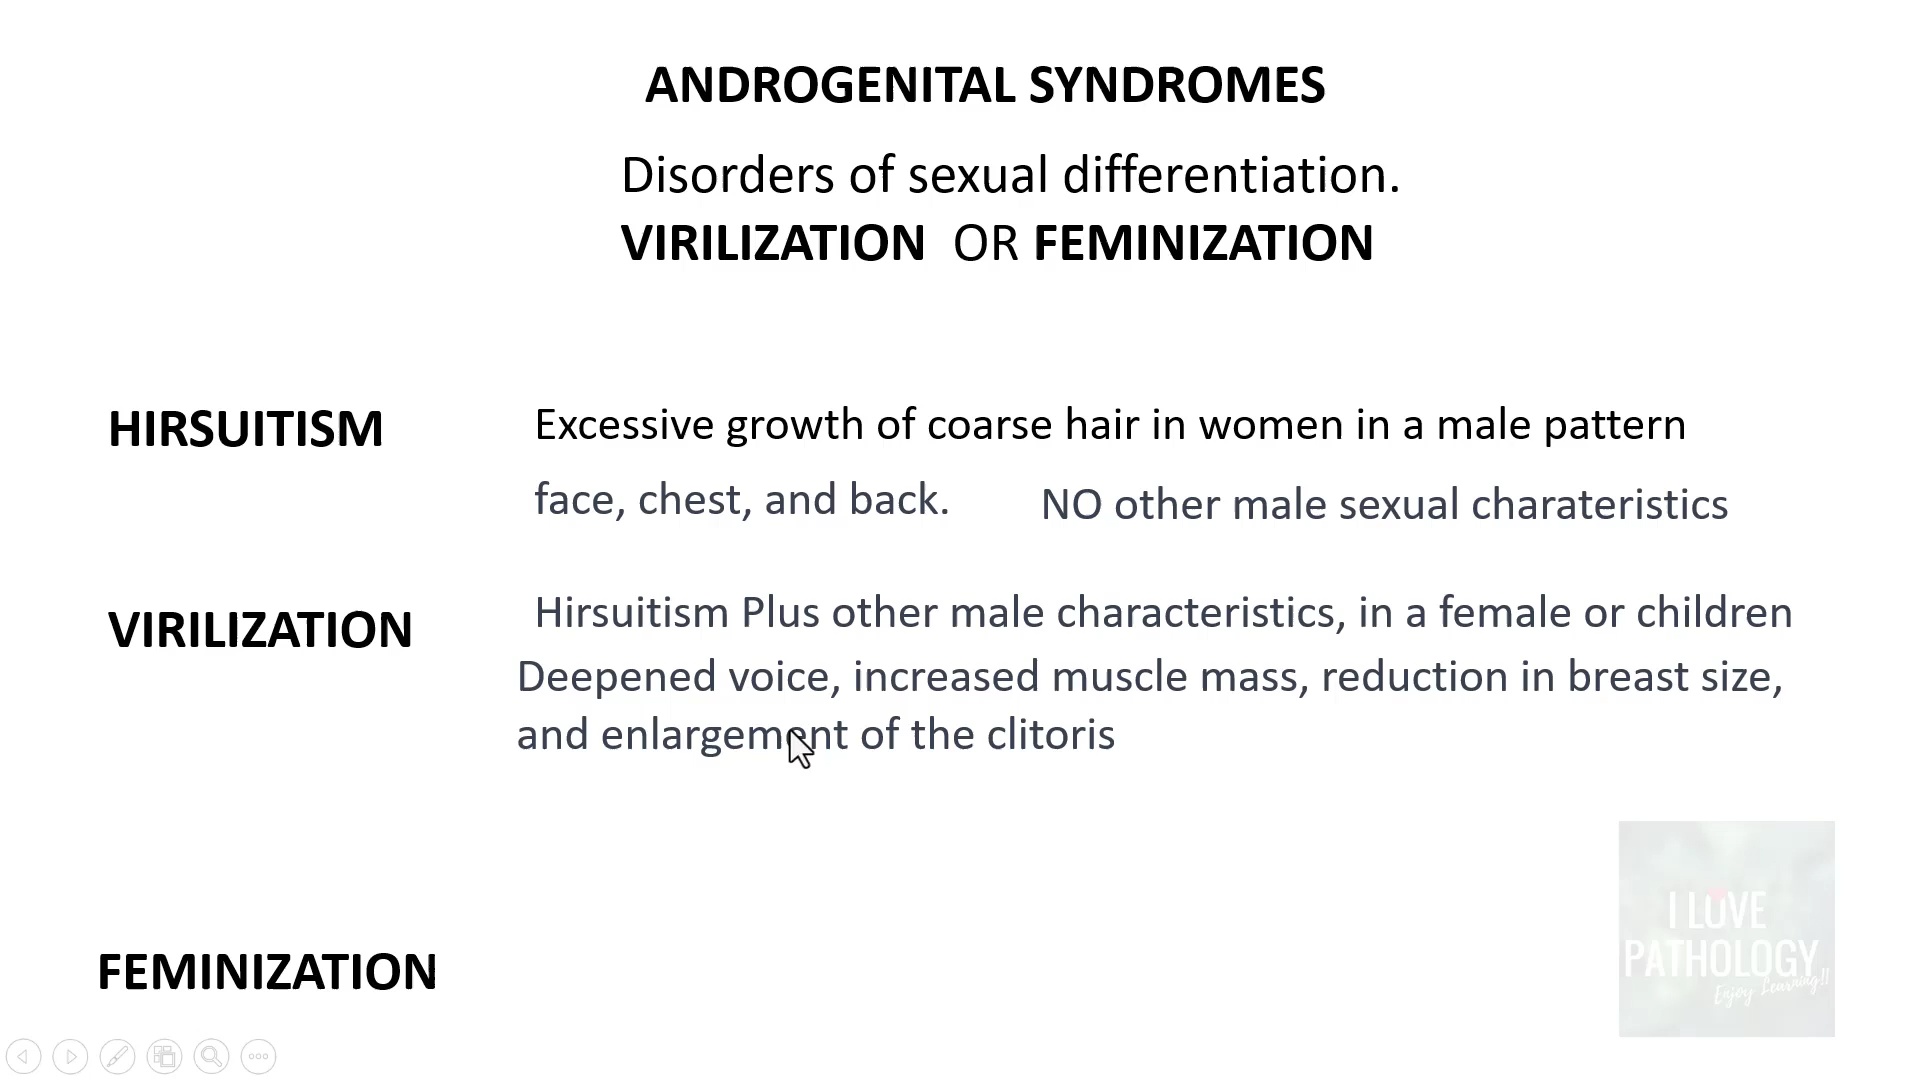 ANDROGENITAL SYNDROMES
Disorders of sexual differentiation.
VIRILIZATION OR FEMINIZATION
HIRSUITISM
Excessive growth of coarse hair in women in a male pattern
face, chest, and back.
NO other male sexual charateristics
VIRILIZATION
Hirsuitism Plus other male characteristics, in a female or children
Deepened voice, increased muscle mass, reduction in breast size,
and enlargement of the clitoris
FEMINIZATION
I LOVE
PATHOLOGY
Enjoy Learning!!